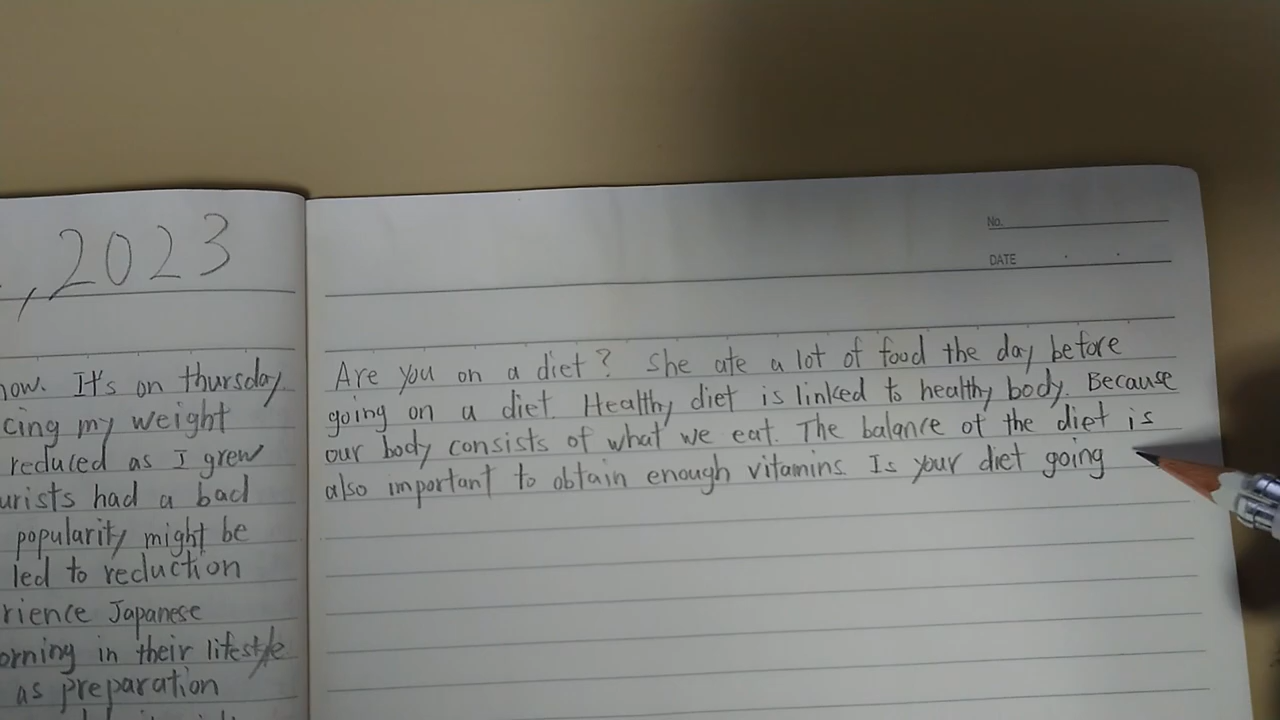 , 2023
now. It's on thursday.
cing my weight
reduced as I grew
urists had a bad
popularity might be
led to reduction
rience Japanese
orning in their lifestyle
as preparation
No.
DATE
Are you on a diet? She ate a lot of food the day before
going on a diet. Healthy diet is linked to healthy body. Because
our body consists of what we eat. The balance of the diet is
also important to obtain enough vitamins. Is your diet going